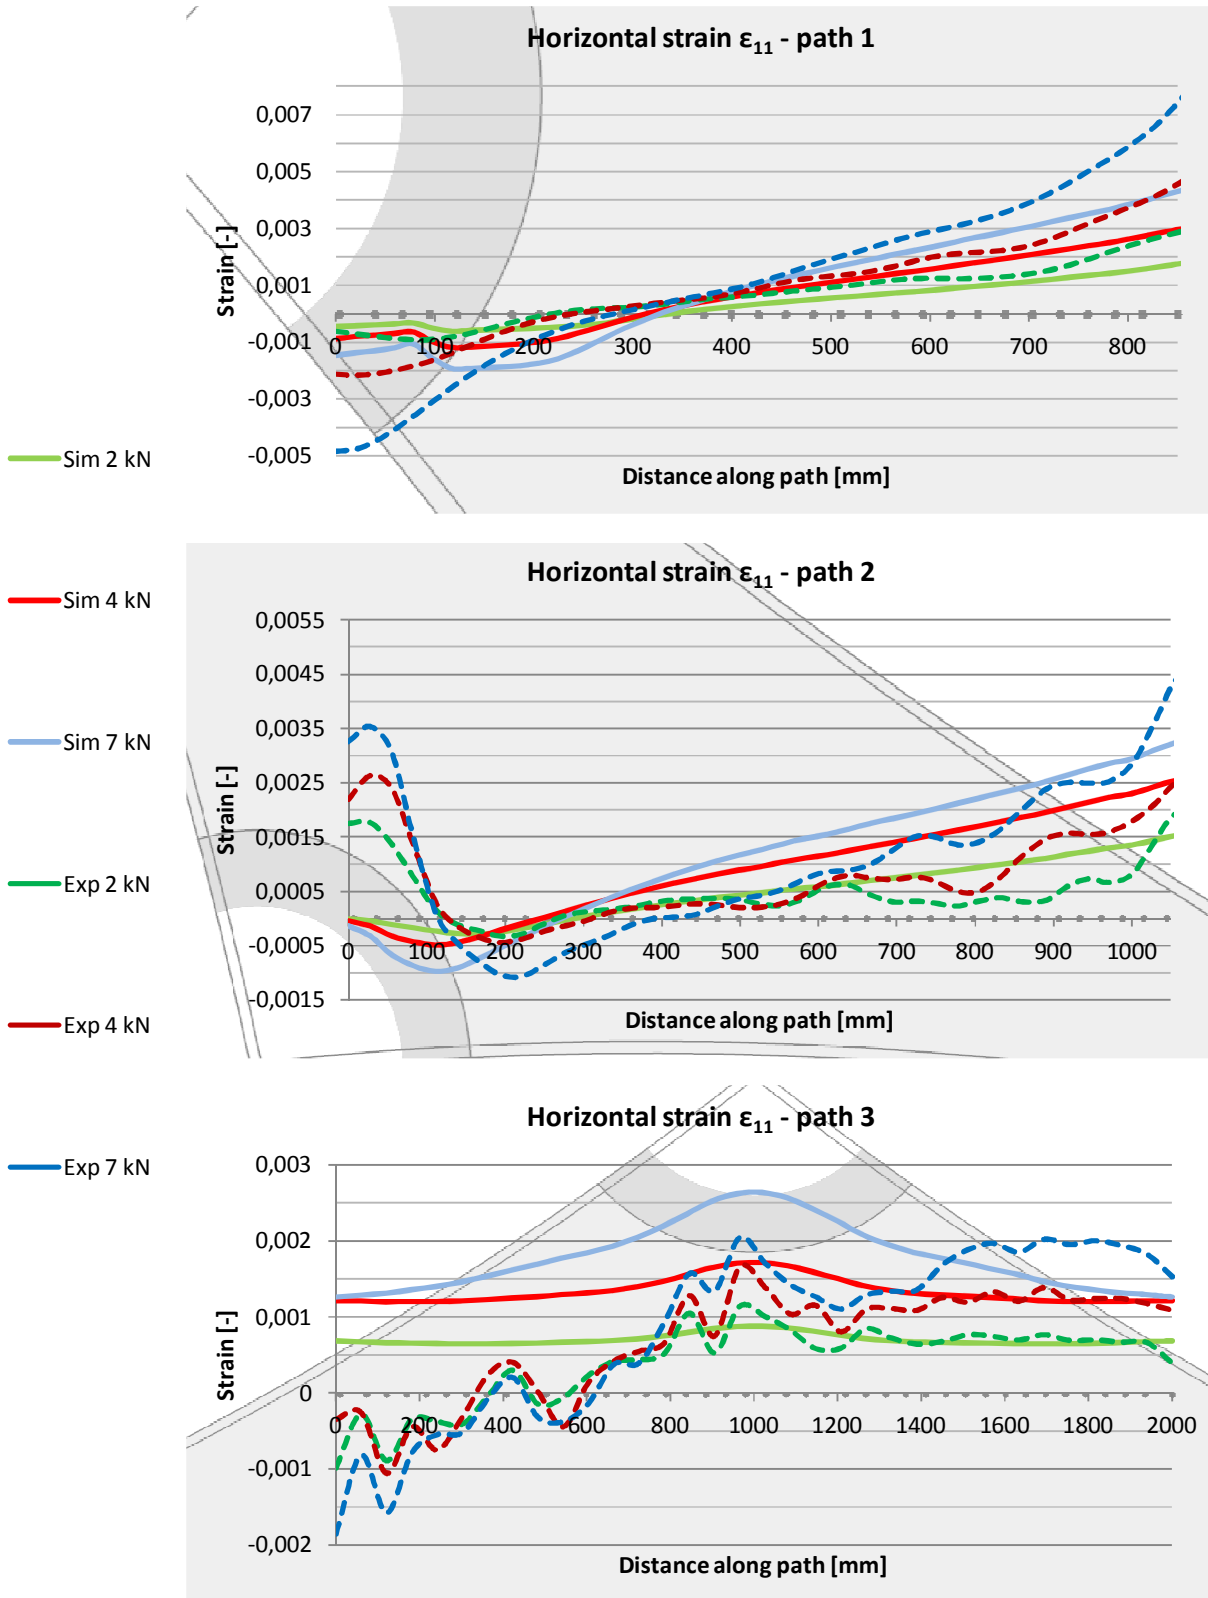 Horizontal strain ε11 - path 1
0,007
0,005
0,003
0,001
-0,001
-0,003
-0,005
Strain [-]
0 100 200 300 400 500 600 700 800
Distance along path [mm]
Sim 2 kN
Sim 4 kN
Sim 7 kN
Exp 2 kN
Exp 4 kN
Exp 7 kN
Horizontal strain ε11 - path 2
0,0055
0,0045
0,0035
0,0025
0,0015
0,0005
-0,0005
-0,0015
Strain [-]
0 100 200 300 400 500 600 700 800 900 1000
Distance along path [mm]
Horizontal strain ε11 - path 3
0,003
0,002
0,001
0
-0,001
-0,002
Strain [-]
0 200 400 600 800 1000 1200 1400 1600 1800 2000
Distance along path [mm]